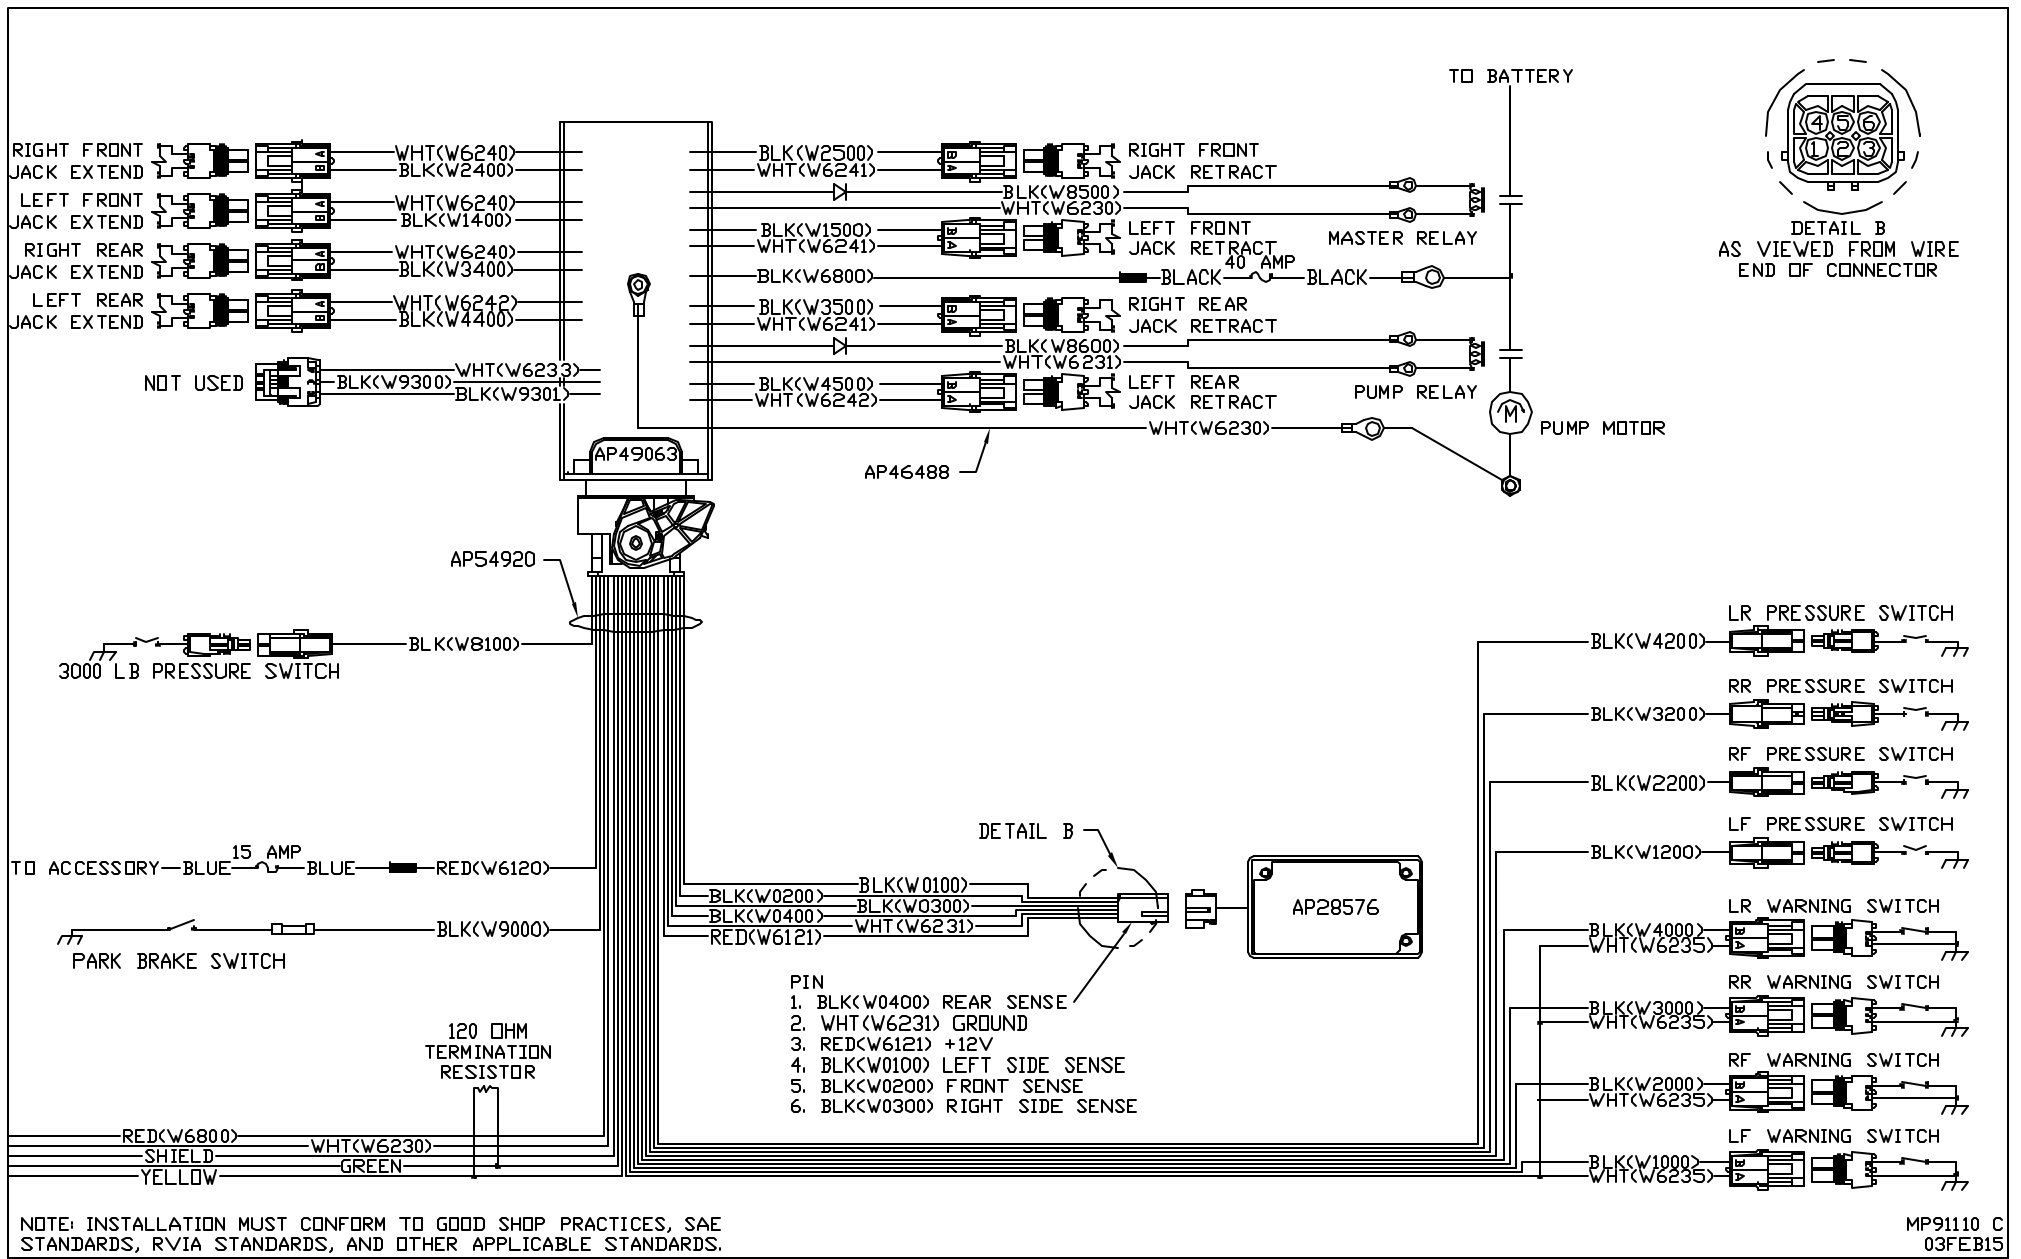 TO BATTERY
RIGHT FRONT
JACK EXTEND
WHT(W6240)
BLK(W2400)
LEFT FRONT
JACK EXTEND
WHT(W6240)
BLK(W1400)
RIGHT REAR
JACK EXTEND
WHT(W6240)
BLK(W3400)
LEFT REAR
JACK EXTEND
WHT(W6242)
BLK(W4400)
NOT USED
WHT(W6233)
BLK(W9300)
BLK(W9301)
A
B
A
B
A
B
A
B
AP49063
BLK(W2500)
WHT(W6241)
B
A
RIGHT FRONT
JACK RETRACT
BLK(W8500)
WHT(W6230)
MASTER RELAY
BLK(W1500)
WHT(W6241)
B
A
LEFT FRONT
JACK RETRACT
BLK(W6800)
BLACK
40 AMP
BLACK
BLK(W3500)
WHT(W6241)
B
A
RIGHT REAR
JACK RETRACT
BLK(W8600)
WHT(W6231)
PUMP RELAY
BLK(W4500)
WHT(W6242)
B
A
LEFT REAR
JACK RETRACT
WHT(W6230)
M
PUMP MOTOR
AP46488
4 5 6
1 2 3
DETAIL B
AS VIEWED FROM WIRE
END OF CONNECTOR
AP54920
BLK(W8100)
3000 LB PRESSURE SWITCH
TO ACCESSORY
BLUE
15 AMP
BLUE
RED(W6120)
BLK(W9000)
PARK BRAKE SWITCH
120 OHM
TERMINATION
RESISTOR
RED(W6800)
WHT(W6230)
SHIELD
GREEN
YELLOW
DETAIL B
BLK(W0100)
BLK(W0200)
BLK(W0300)
BLK(W0400)
WHT(W6231)
RED(W6121)
AP28576
PIN
1. BLK(W0400) REAR SENSE
2. WHT(W6231) GROUND
3. RED(W6121) +12V
4. BLK(W0100) LEFT SIDE SENSE
5. BLK(W0200) FRONT SENSE
6. BLK(W0300) RIGHT SIDE SENSE
LR PRESSURE SWITCH
BLK(W4200)
RR PRESSURE SWITCH
BLK(W3200)
RF PRESSURE SWITCH
BLK(W2200)
LF PRESSURE SWITCH
BLK(W1200)
LR WARNING SWITCH
BLK(W4000)
WHT(W6235)
B
A
RR WARNING SWITCH
BLK(W3000)
WHT(W6235)
B
A
RF WARNING SWITCH
BLK(W2000)
WHT(W6235)
B
A
LF WARNING SWITCH
BLK(W1000)
WHT(W6235)
B
A
NOTE: INSTALLATION MUST CONFORM TO GOOD SHOP PRACTICES, SAE
STANDARDS, RVIA STANDARDS, AND OTHER APPLICABLE STANDARDS.
MP91110 C
03FEB15